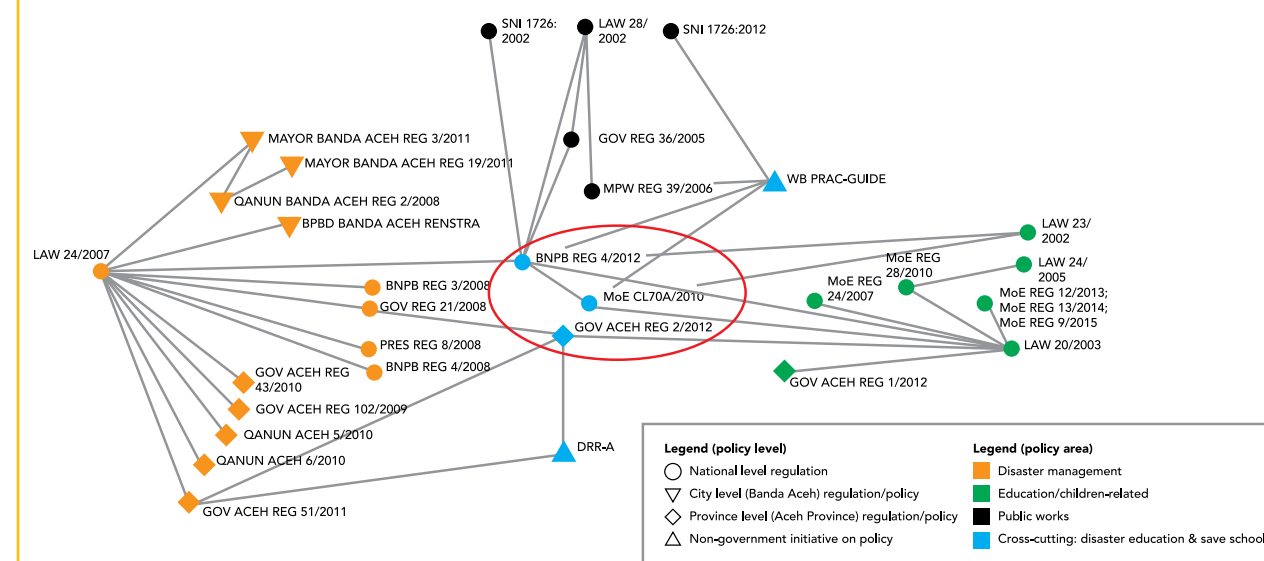 SNI 1726:
2002
LAW 28/
2002
SNI 1726:2012
MAYOR BANDA ACEH REG 3/2011
GOV REG 36/2005
MAYOR BANDA ACEH REG 19/2011
MPW REG 39/2006
WB PRAC-GUIDE
QANUN BANDA ACEH REG 2/2008
BPBD BANDA ACEH RENSTRA
LAW 23/
2002
LAW 24/2007
BNPB REG 4/2012
MoE REG
28/2010
LAW 24/
2005
BNPB REG 3/2008
MoE REG
24/2007
MoE CL70A/2010
MoE REG 12/2013;
MoE REG 13/2014;
MoE REG 9/2015
GOV REG 21/2008
GOV ACEH REG 2/2012
PRES REG 8/2008
LAW 20/2003
BNPB REG 4/2008
GOV ACEH REG
43/2010
GOV ACEH REG 1/2012
GOV ACEH REG 102/2009
QANUN ACEH 5/2010
DRR-A
QANUN ACEH 6/2010
GOV ACEH REG 51/2011
Legend (policy level)
National level regulation
City level (Banda Aceh) regulation/policy
Province level (Aceh Province) regulation/policy
Non-government initiative on policy
Legend (policy area)
Disaster management
Education/children-related
Public works
Cross-cutting: disaster education & save school